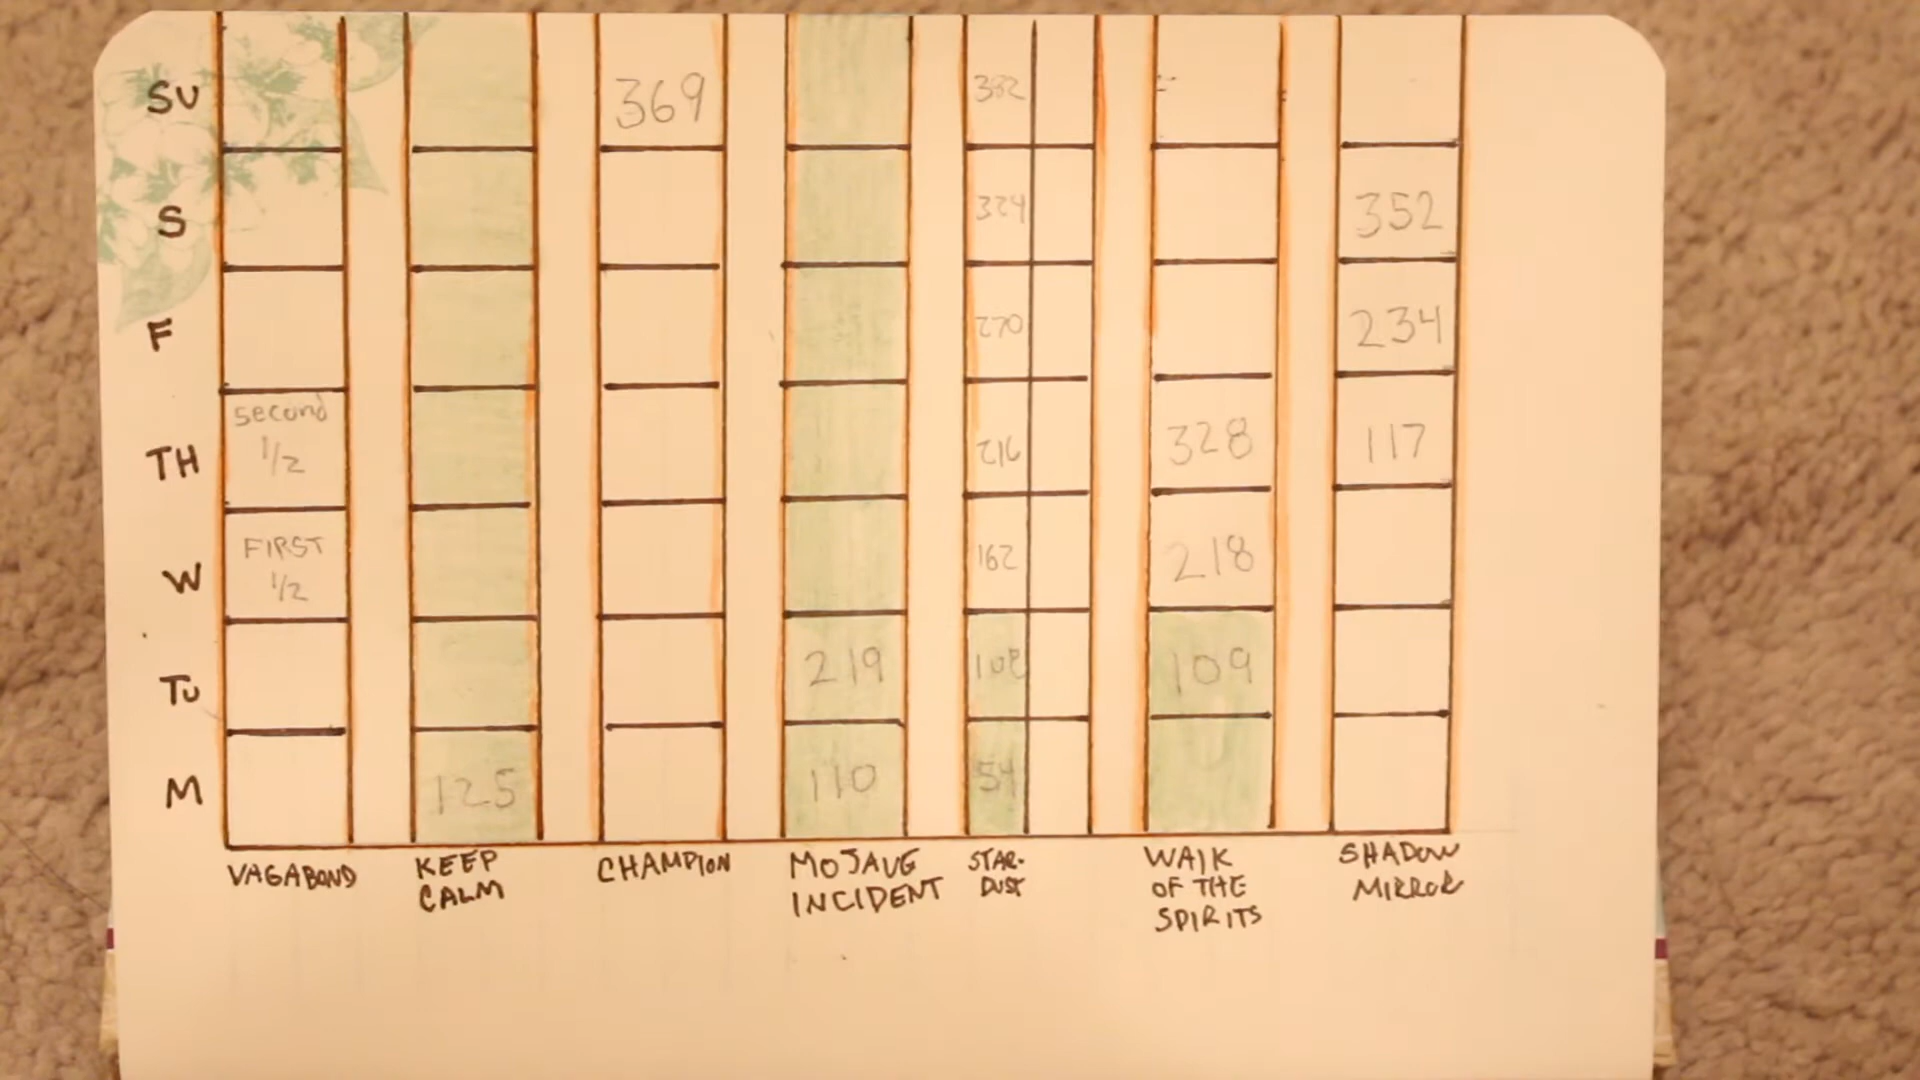 SU 369 382
S 324 352
F 270 234
TH second 216 328 117
1/2
W FIRST 162 218
1/2
TU 219 108 109
M 125 110 54
VAGABOND KEEP CHAMPION MOJAVE STAR- WALK SHADOW
CALM INCIDENT DUST OF THE MIRROR
SPIRITS